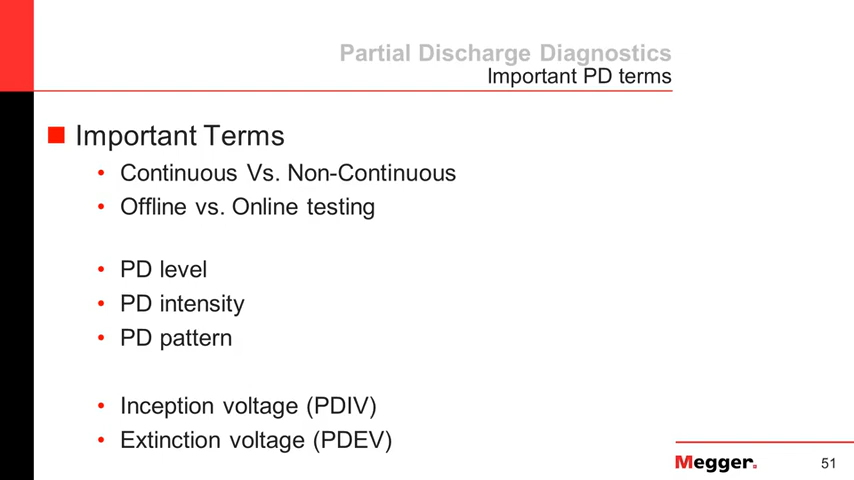 Partial Discharge Diagnostics
Important PD terms
Important Terms
• Continuous Vs. Non-Continuous
• Offline vs. Online testing
• PD level
• PD intensity
• PD pattern
• Inception voltage (PDIV)
• Extinction voltage (PDEV)
Megger.
51